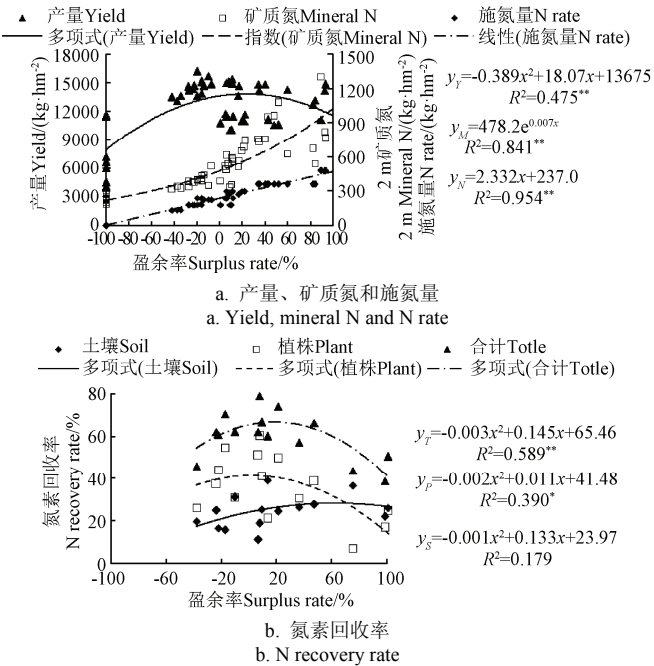 产量Yield 矿质氮Mineral N 施氮量N rate
多项式(产量Yield) 指数(矿质氮Mineral N) 线性(施氮量N rate)
产量Yield/(kg·hm⁻²)
18000
15000
12000
9000
6000
3000
0
1500
1200
900
600
300
0
2 m矿质氮
2 m Mineral N/(kg·hm⁻²)
施氮量N rate/(kg·hm⁻²)
-100 -80 -60 -40 -20 0 20 40 60 80 100
盈余率Surplus rate/%
y_Y=-0.389x²+18.07x+13675
R²=0.475**
y_M=478.2e^0.007x
R²=0.841**
y_N=2.332x+237.0
R²=0.954**
a. 产量、矿质氮和施氮量
a. Yield, mineral N and N rate
土壤Soil 植株Plant 合计Totle
多项式(土壤Soil) 多项式(植株Plant) 多项式(合计Totle)
氮素回收率
N recovery rate/%
80
60
40
20
0
-100 -60 -20 20 60 100
盈余率Surplus rate/%
y_T=-0.003x²+0.145x+65.46
R²=0.589**
y_P=-0.002x²+0.011x+41.48
R²=0.390*
y_S=-0.001x²+0.133x+23.97
R²=0.179
b. 氮素回收率
b. N recovery rate